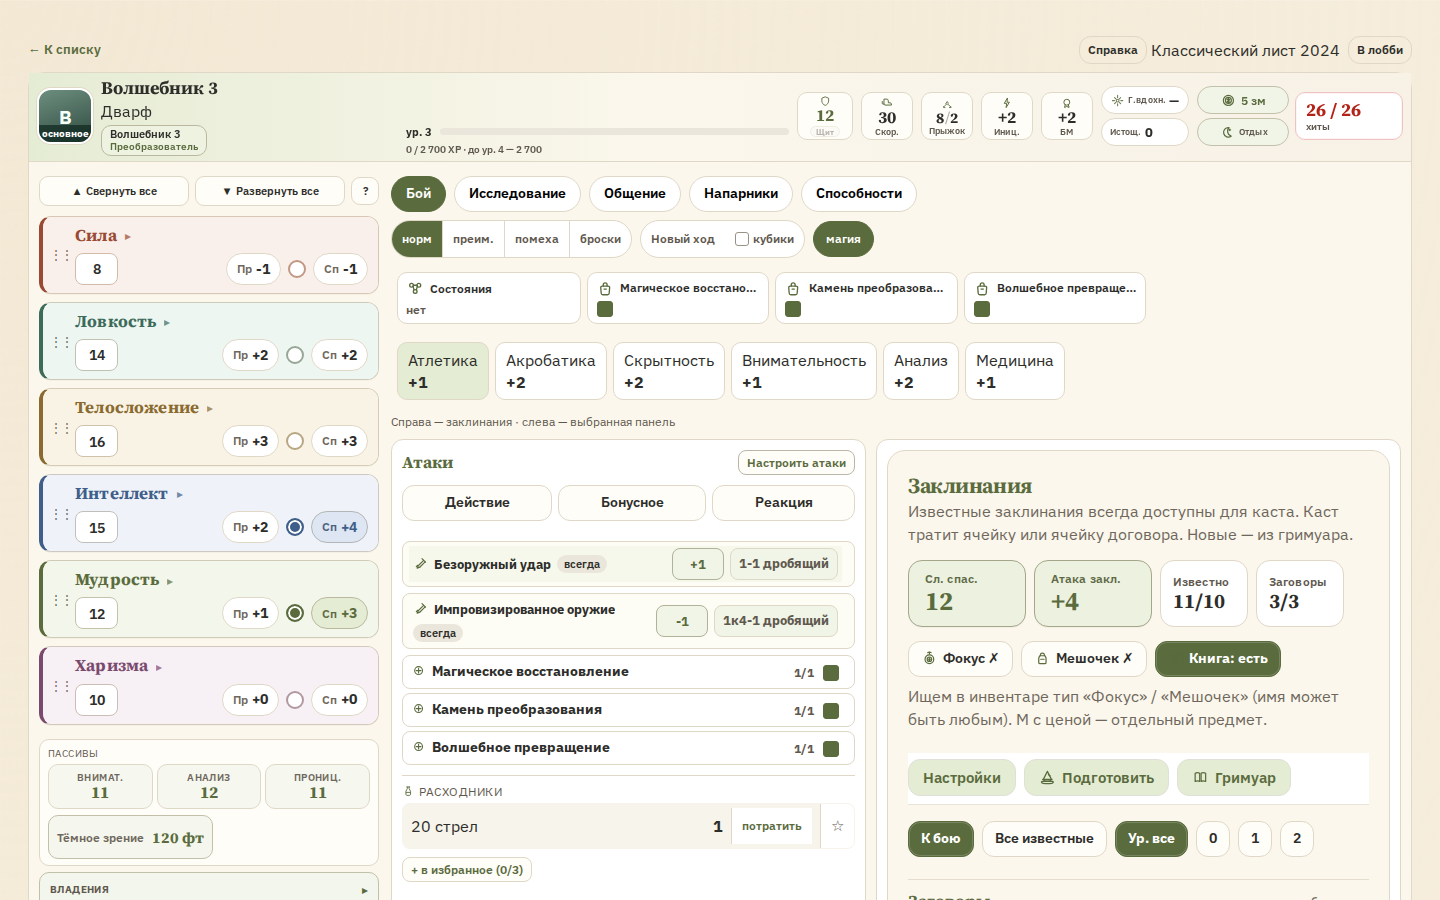 ← К списку
Справка Классический лист 2024 В лобби
В
основное
Волшебник 3
Дварф
Волшебник 3
Преобразователь
ур. 3
0 / 2 700 XP · до ур. 4 — 2 700
12
Щит
30
Скор.
8/2
Прыжок
+2
Иниц.
+2
БМ
Г.вдохн. —
Истощ. 0
5 зм
Отдых
26 / 26
хиты
▲ Свернуть все ▼ Развернуть все ?
Сила ▸
8 Пр -1 Сп -1
Ловкость ▸
14 Пр +2 Сп +2
Телосложение ▸
16 Пр +3 Сп +3
Интеллект ▸
15 Пр +2 Сп +4
Мудрость ▸
12 Пр +1 Сп +3
Харизма ▸
10 Пр +0 Сп +0
ПАССИВЫ
ВНИМАТ. АНАЛИЗ ПРОНИЦ.
11 12 11
Тёмное зрение 120 фт
ВЛАДЕНИЯ ▸
Бой Исследование Общение Напарники Способности
норм преим. помеха броски Новый ход кубики магия
Состояния
нет
Магическое восстано...
Камень преобразова...
Волшебное превраще...
Атлетика Акробатика Скрытность Внимательность Анализ Медицина
+1 +2 +2 +1 +2 +1
Справа — заклинания · слева — выбранная панель
Атаки Настроить атаки
Действие Бонусное Реакция
Безоружный удар всегда +1 1-1 дробящий
Импровизированное оружие
всегда
-1 1к4-1 дробящий
Магическое восстановление 1/1
Камень преобразования 1/1
Волшебное превращение 1/1
РАСХОДНИКИ
20 стрел 1 потратить ☆
+ в избранное (0/3)
Заклинания
Известные заклинания всегда доступны для каста. Каст
тратит ячейку или ячейку договора. Новые — из гримуара.
Сл. спас.
12
Атака закл.
+4
Известно
11/10
Заговоры
3/3
Фокус ✗ Мешочек ✗ Книга: есть
Ищем в инвентаре тип «Фокус» / «Мешочек» (имя может
быть любым). М с ценой — отдельный предмет.
Настройки Подготовить Гримуар
К бою Все известные Ур. все 0 1 2